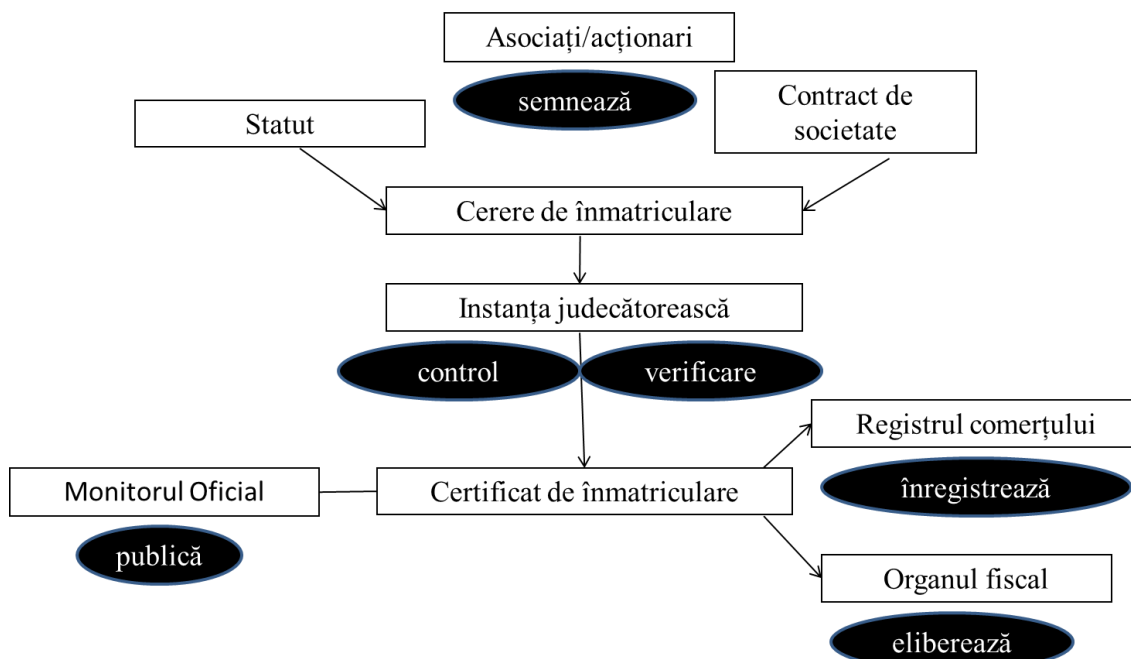 Asociați/acționari
semnează
Statut
Contract de
societate
Cerere de înmatriculare
Instanța judecătorească
control
verificare
Registrul comerțului
înregistrează
Monitorul Oficial
Certificat de înmatriculare
publică
Organul fiscal
eliberează